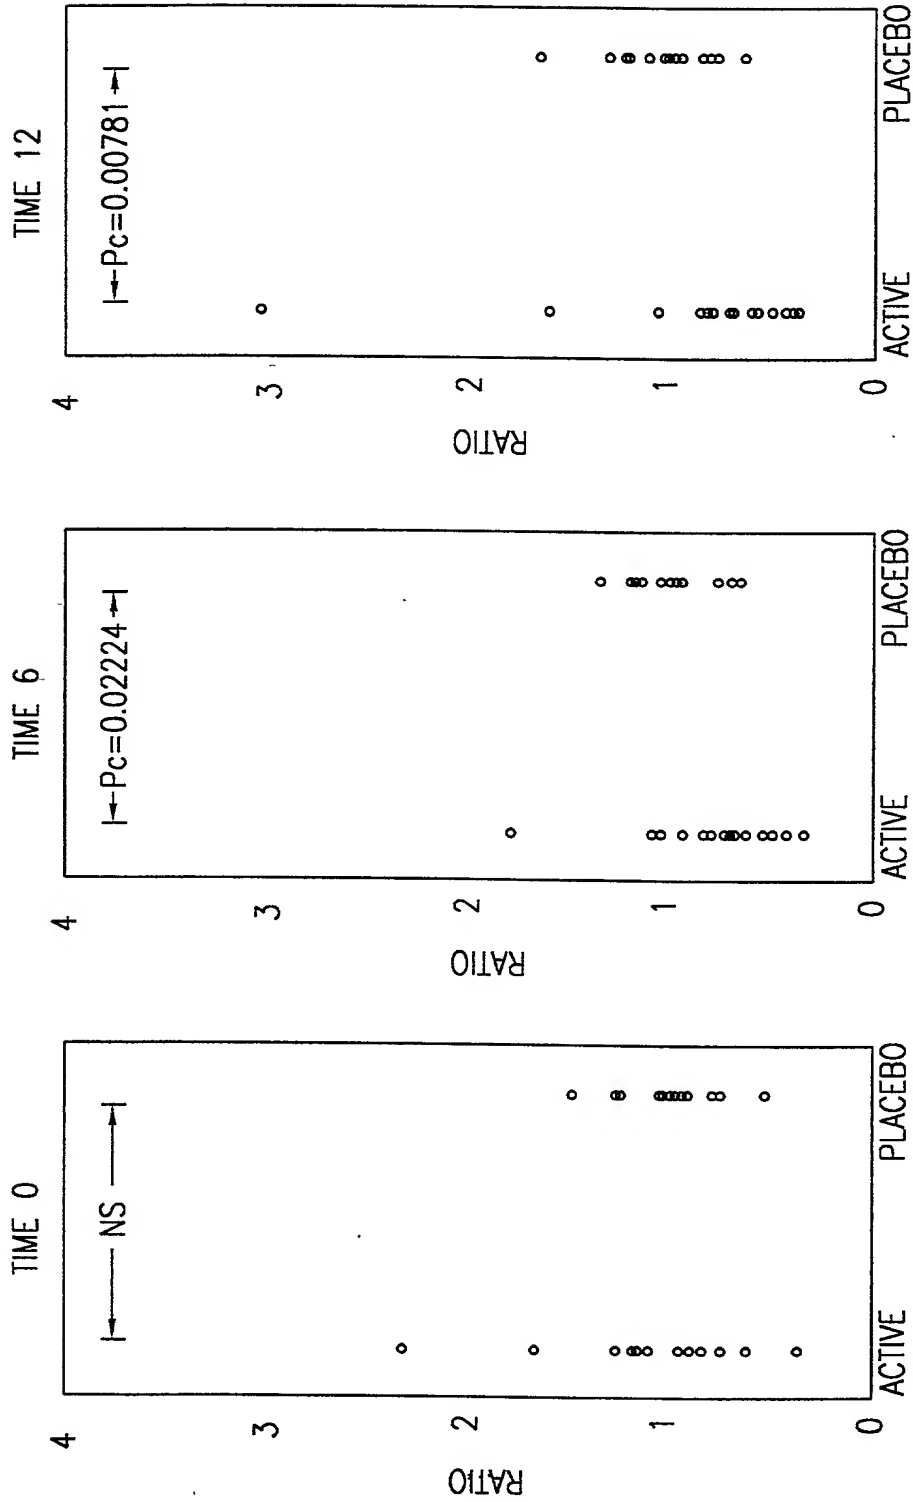 TIME 0
NS
4
3
2
1
0
RATIO
ACTIVE
PLACEBO
TIME 6
Pc=0.02224
4
3
2
1
0
RATIO
ACTIVE
PLACEBO
TIME 12
Pc=0.00781
4
3
2
1
0
RATIO
ACTIVE
PLACEBO